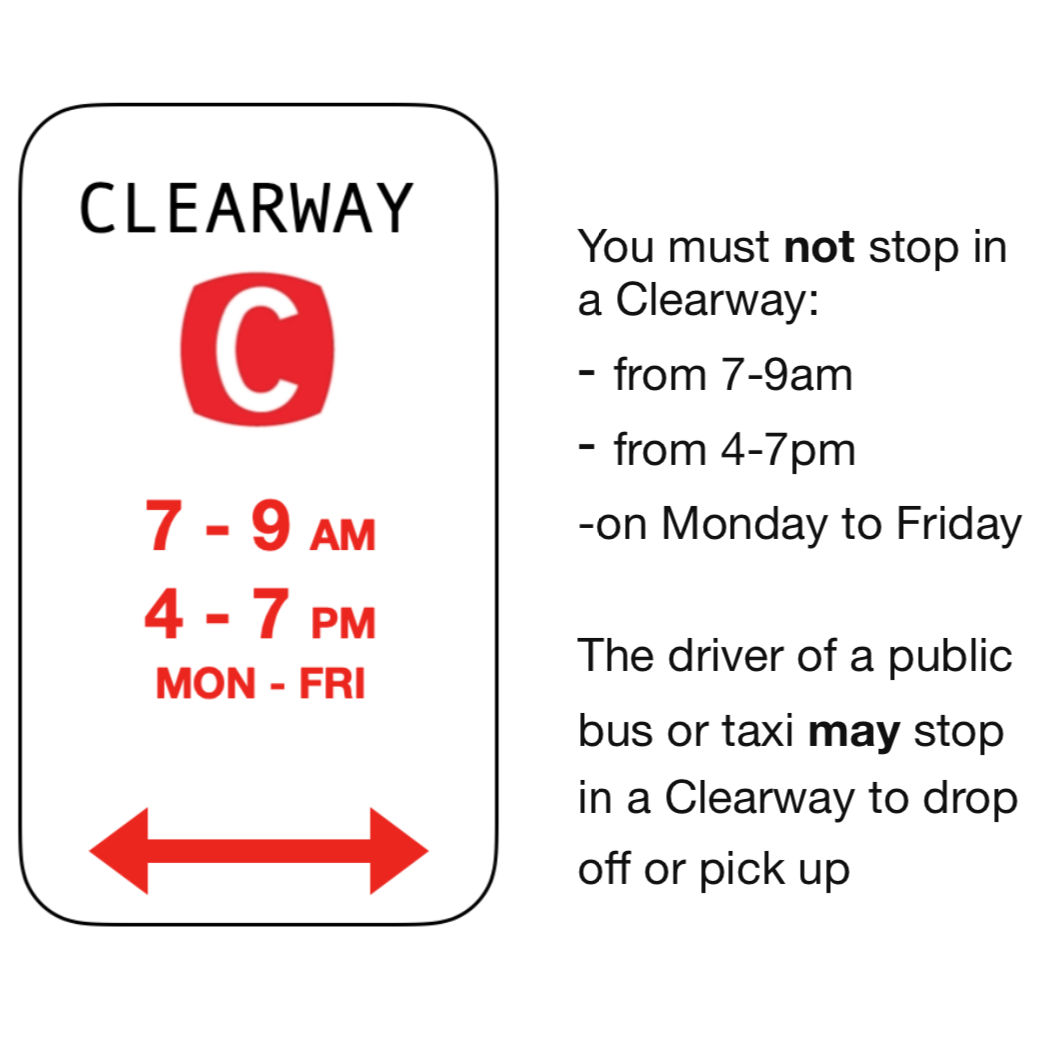 CLEARWAY
C
7 - 9 AM
4 - 7 PM
MON - FRI
You must not stop in
a Clearway:
- from 7-9am
- from 4-7pm
-on Monday to Friday
The driver of a public
bus or taxi may stop
in a Clearway to drop
off or pick up